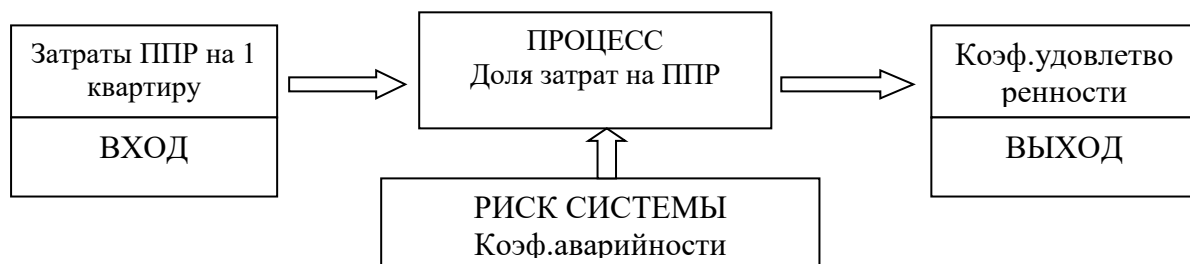 Затраты ППР на 1
квартиру
ВХОД
ПРОЦЕСС
Доля затрат на ППР
Коэф.удовлетво
ренности
ВЫХОД
РИСК СИСТЕМЫ
Коэф.аварийности